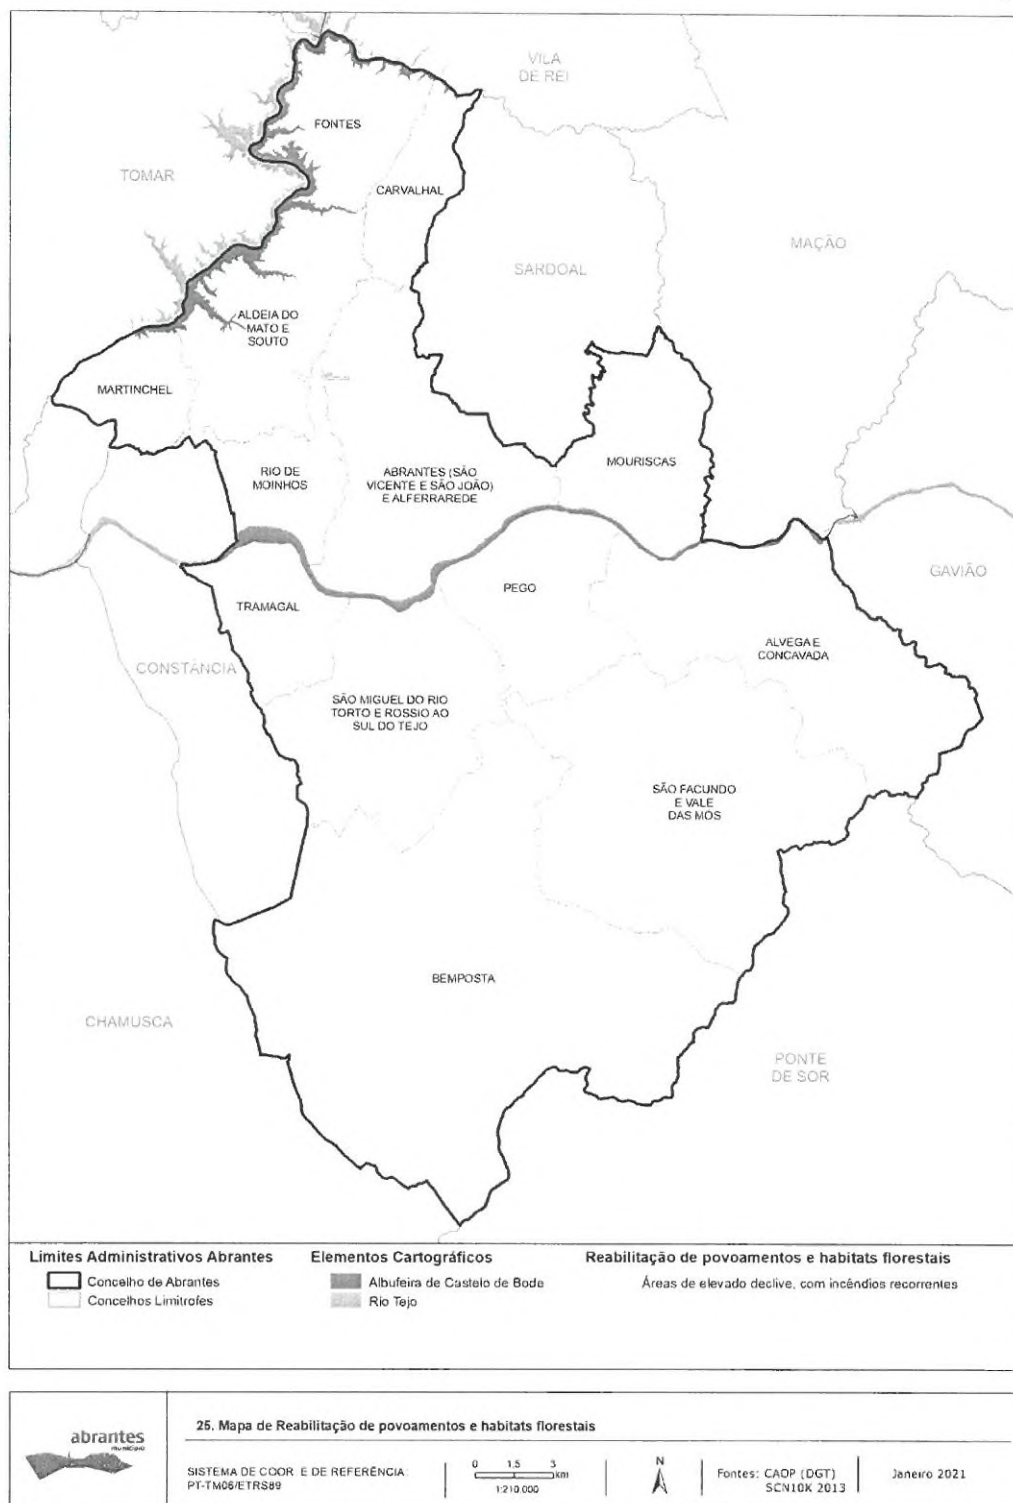 VILA
DE REI
FONTES
TOMAR
CARVALHAL
MAÇÃO
SARDOAL
ALDEIA DO
MATO E
SOUTO
MARTINCHEL
RIO DE
MOINHOS
ABRANTES (SÃO
VICENTE E SÃO JOÃO)
E ALFERRAREDE
MOURISCAS
GAVIÃO
PEGO
TRAMAGAL
ALVEGA E
CONCAVADA
CONSTÂNCIA
SÃO MIGUEL DO RIO
TORTO E ROSSIO AO
SUL DO TEJO
SÃO FACUNDO
E VALE
DAS MÓS
BEMPOSTA
CHAMUSCA
PONTE
DE SOR
Limites Administrativos Abrantes
Concelho de Abrantes
Concelhos Limítrofes
Elementos Cartográficos
Albufeira de Castelo de Bode
Rio Tejo
Reabilitação de povoamentos e habitats florestais
Áreas de elevado declive, com incêndios recorrentes
abrantes
município
25. Mapa de Reabilitação de povoamentos e habitats florestais
SISTEMA DE COOR. E DE REFERÊNCIA:
PT-TM06/ETRS89
0 1,5 3
km
1:210.000
N
Fontes: CAOP (DGT)
SCN10K 2013
Janeiro 2021